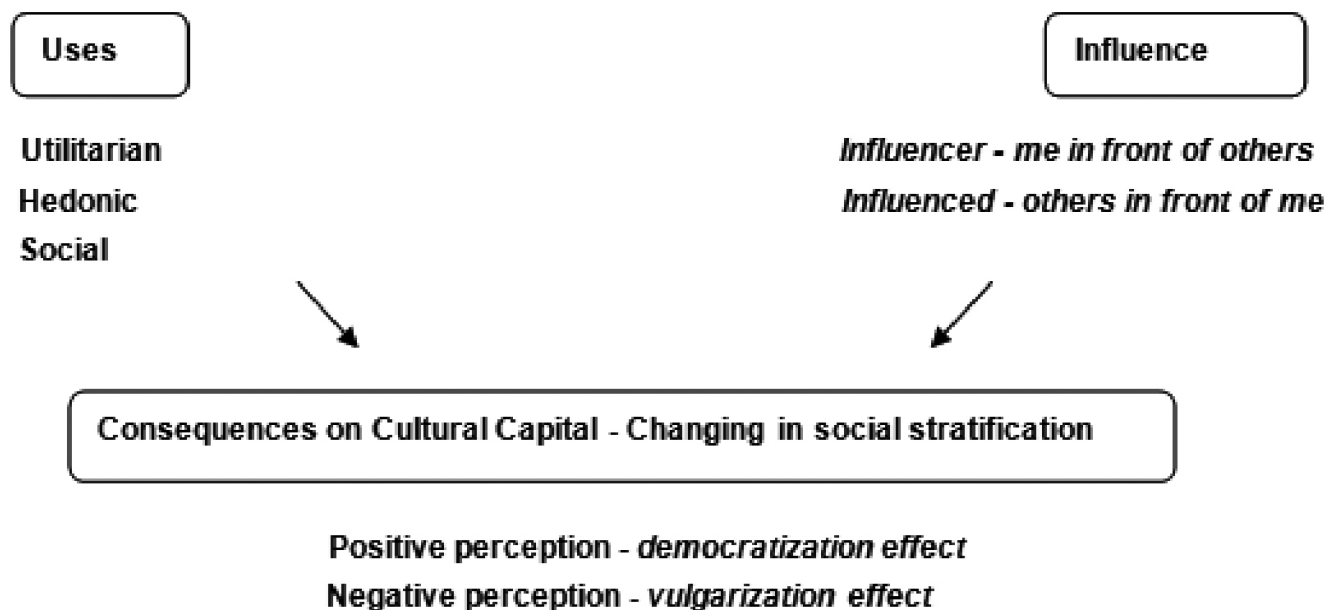 Uses
Influence
Utilitarian
Hedonic
Social
Influencer - me in front of others
Influenced - others in front of me
Consequences on Cultural Capital - Changing in social stratification
Positive perception - democratization effect
Negative perception - vulgarization effect